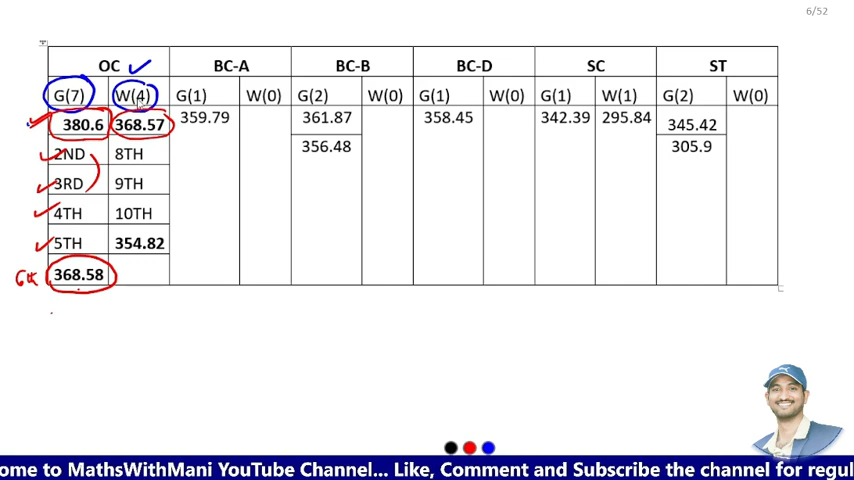 6/52
OC BC-A BC-B BC-D SC ST
G(7) W(4) G(1) W(0) G(2) W(0) G(1) W(0) G(1) W(1) G(2) W(0)
380.6 368.57 359.79 361.87 358.45 342.39 295.84 345.42
2ND 8TH 356.48 305.9
3RD 9TH
4TH 10TH
5TH 354.82
6th 368.58
ome to MathsWithMani YouTube Channel... Like, Comment and Subscribe the channel for regul